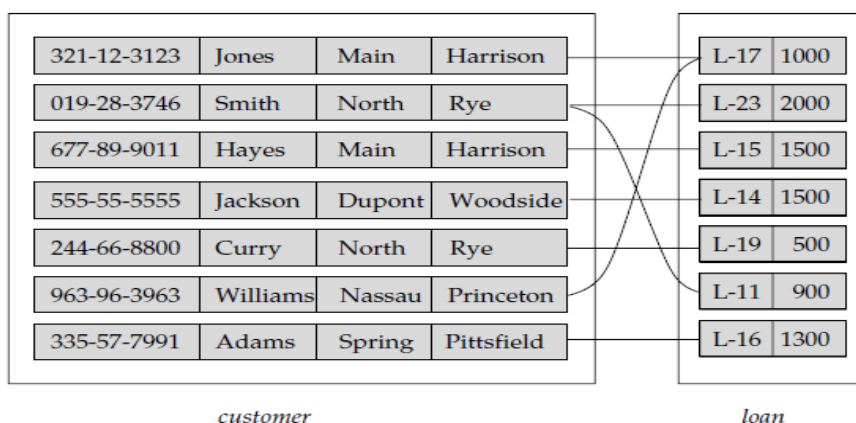 321-12-3123 Jones Main Harrison L-17 1000
019-28-3746 Smith North Rye L-23 2000
677-89-9011 Hayes Main Harrison L-15 1500
555-55-5555 Jackson Dupont Woodside L-14 1500
244-66-8800 Curry North Rye L-19 500
963-96-3963 Williams Nassau Princeton L-11 900
335-57-7991 Adams Spring Pittsfield L-16 1300
customer loan